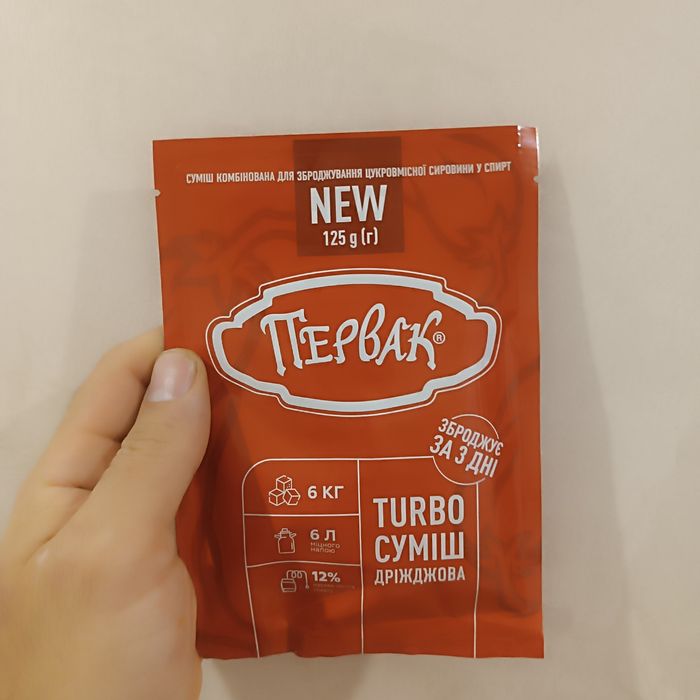 СУМІШ КОМБІНОВАНА ДЛЯ ЗБРОДЖУВАННЯ ЦУКРОВМІСНОЇ СИРОВИНИ У СПИРТ
NEW
125 g (г)
ПЕРВАК®
ЗБРОДЖУЄ
ЗА 3 ДНІ
6 КГ
6 Л
міцного
напою
12%
TURBO
СУМІШ
ДРІЖДЖОВА